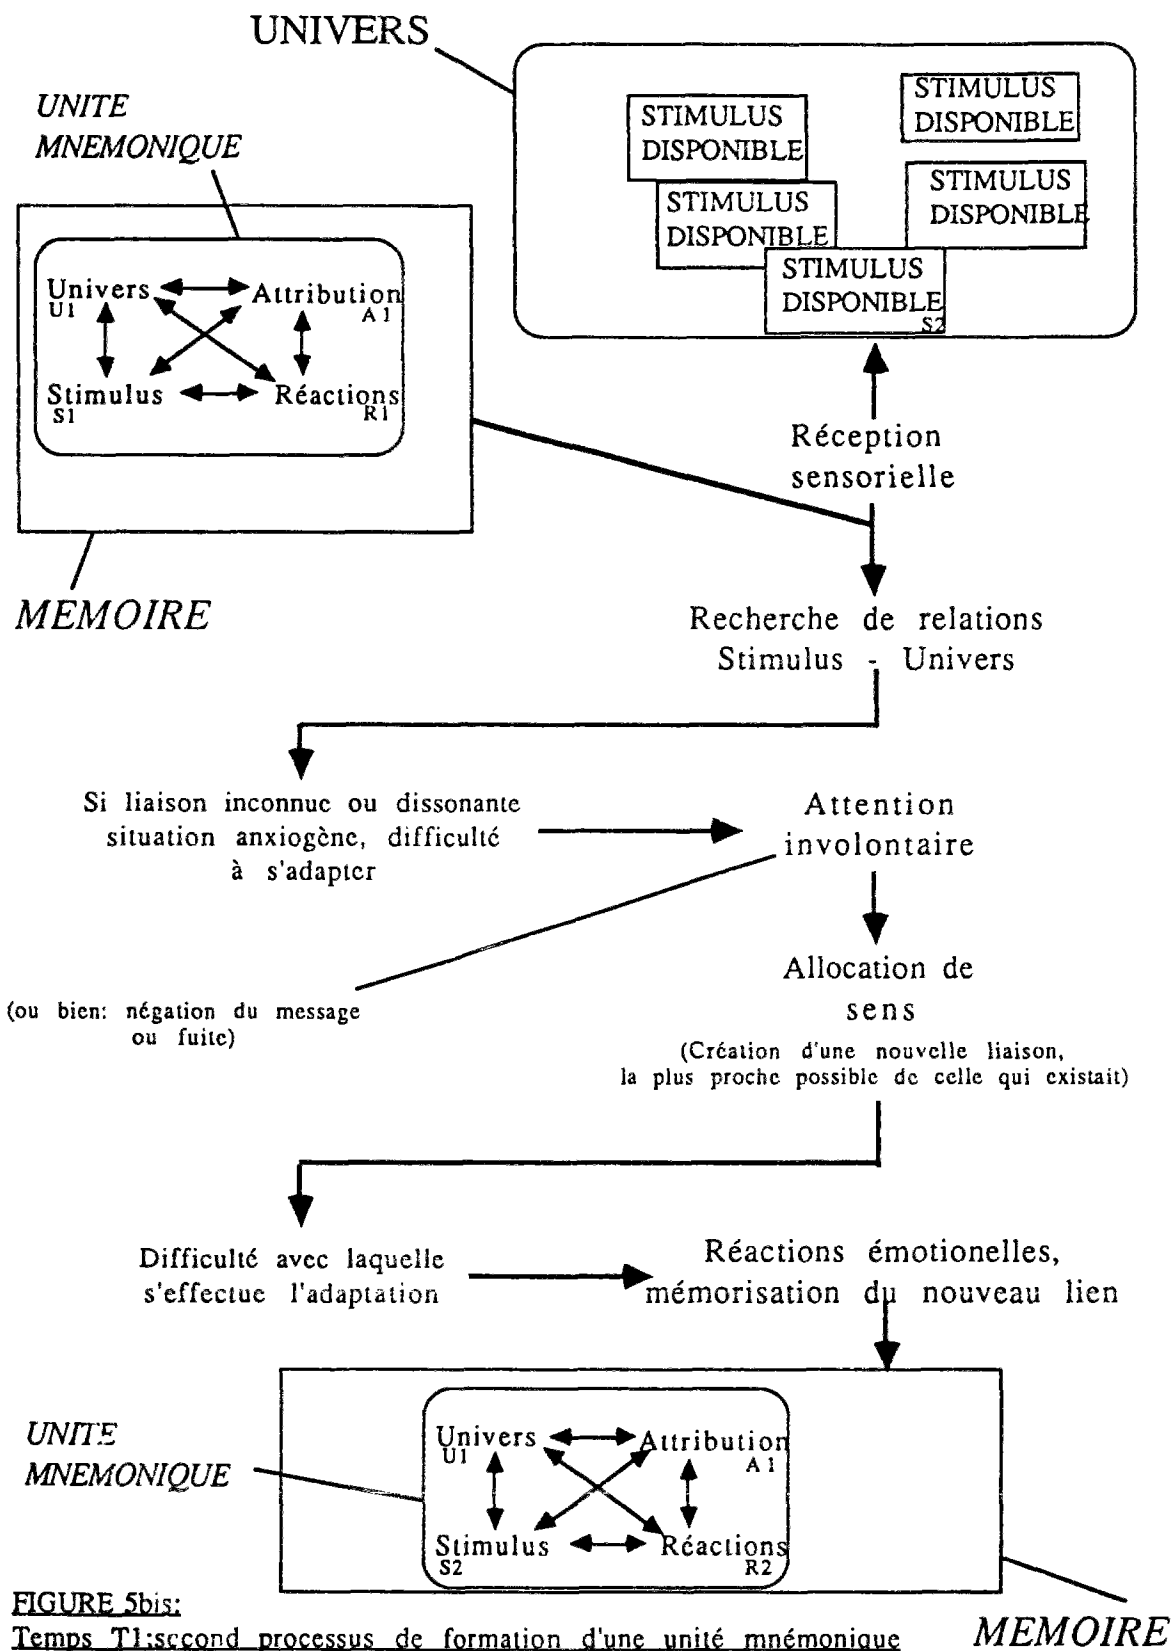 UNIVERS
UNITE
MNEMONIQUE
STIMULUS
DISPONIBLE
STIMULUS
DISPONIBLE
STIMULUS
DISPONIBLE
STIMULUS
DISPONIBLE
STIMULUS
DISPONIBLE
S2
Univers Attribution
U1 A1
Stimulus Réactions
S1 R1
MEMOIRE
Réception
sensorielle
Recherche de relations
Stimulus - Univers
Si liaison inconnue ou dissonante
situation anxiogène, difficulté
à s'adapter
Attention
involontaire
(ou bien: négation du message
ou fuite)
Allocation de
sens
(Création d'une nouvelle liaison,
la plus proche possible de celle qui existait)
Difficulté avec laquelle
s'effectue l'adaptation
Réactions émotionelles,
mémorisation du nouveau lien
UNITE
MNEMONIQUE
Univers Attribution
U1 A1
Stimulus Réactions
S2 R2
FIGURE 5bis:
Temps T1:second processus de formation d'une unité mnémonique
MEMOIRE